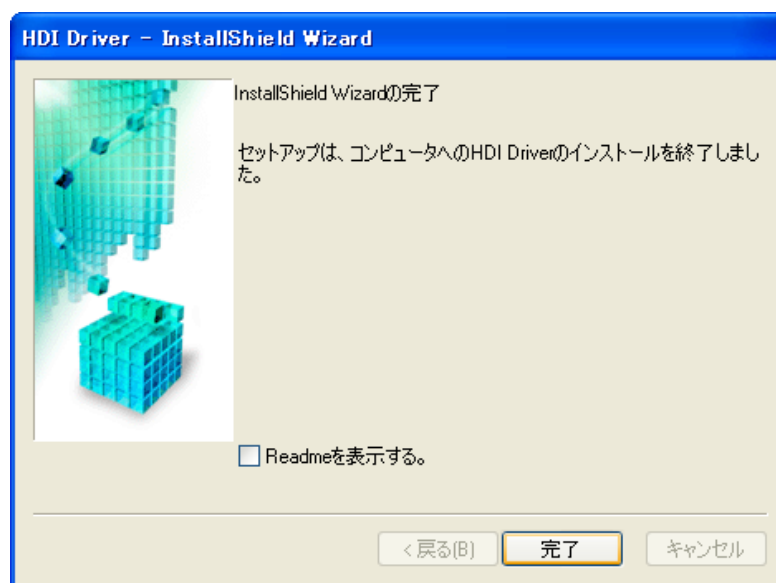 HDI Driver - InstallShield Wizard
InstallShield Wizardの完了
セットアップは、コンピュータへのHDI Driverのインストールを終了しまし
た。
Readmeを表示する。
< 戻る(B)
完了
キャンセル